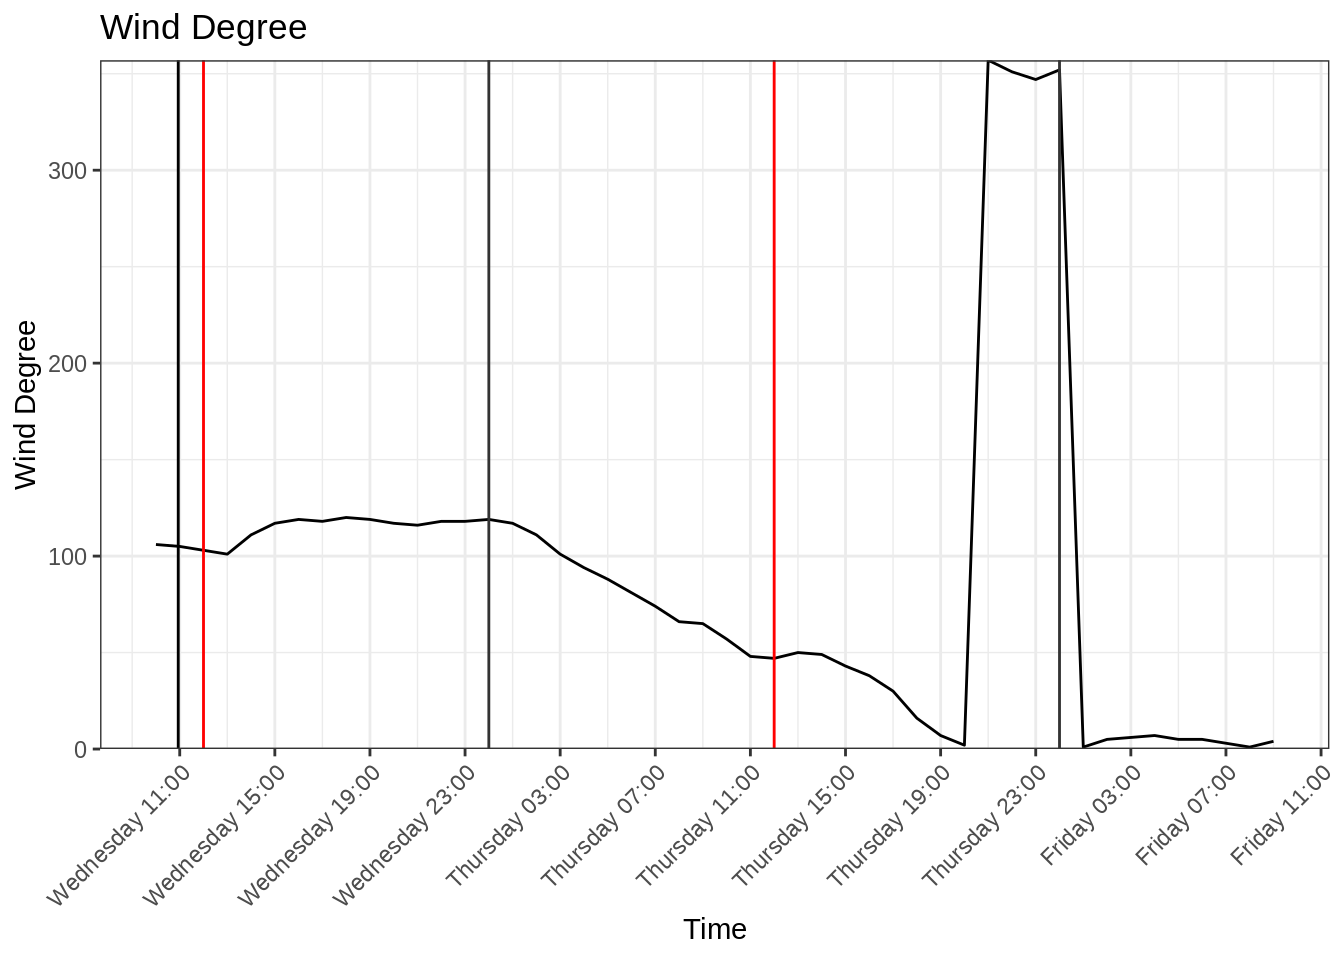 Wind Degree
Wind Degree
300
200
100
0
Wednesday 11:00
Wednesday 15:00
Wednesday 19:00
Wednesday 23:00
Thursday 03:00
Thursday 07:00
Thursday 11:00
Thursday 15:00
Thursday 19:00
Thursday 23:00
Friday 03:00
Friday 07:00
Friday 11:00
Time